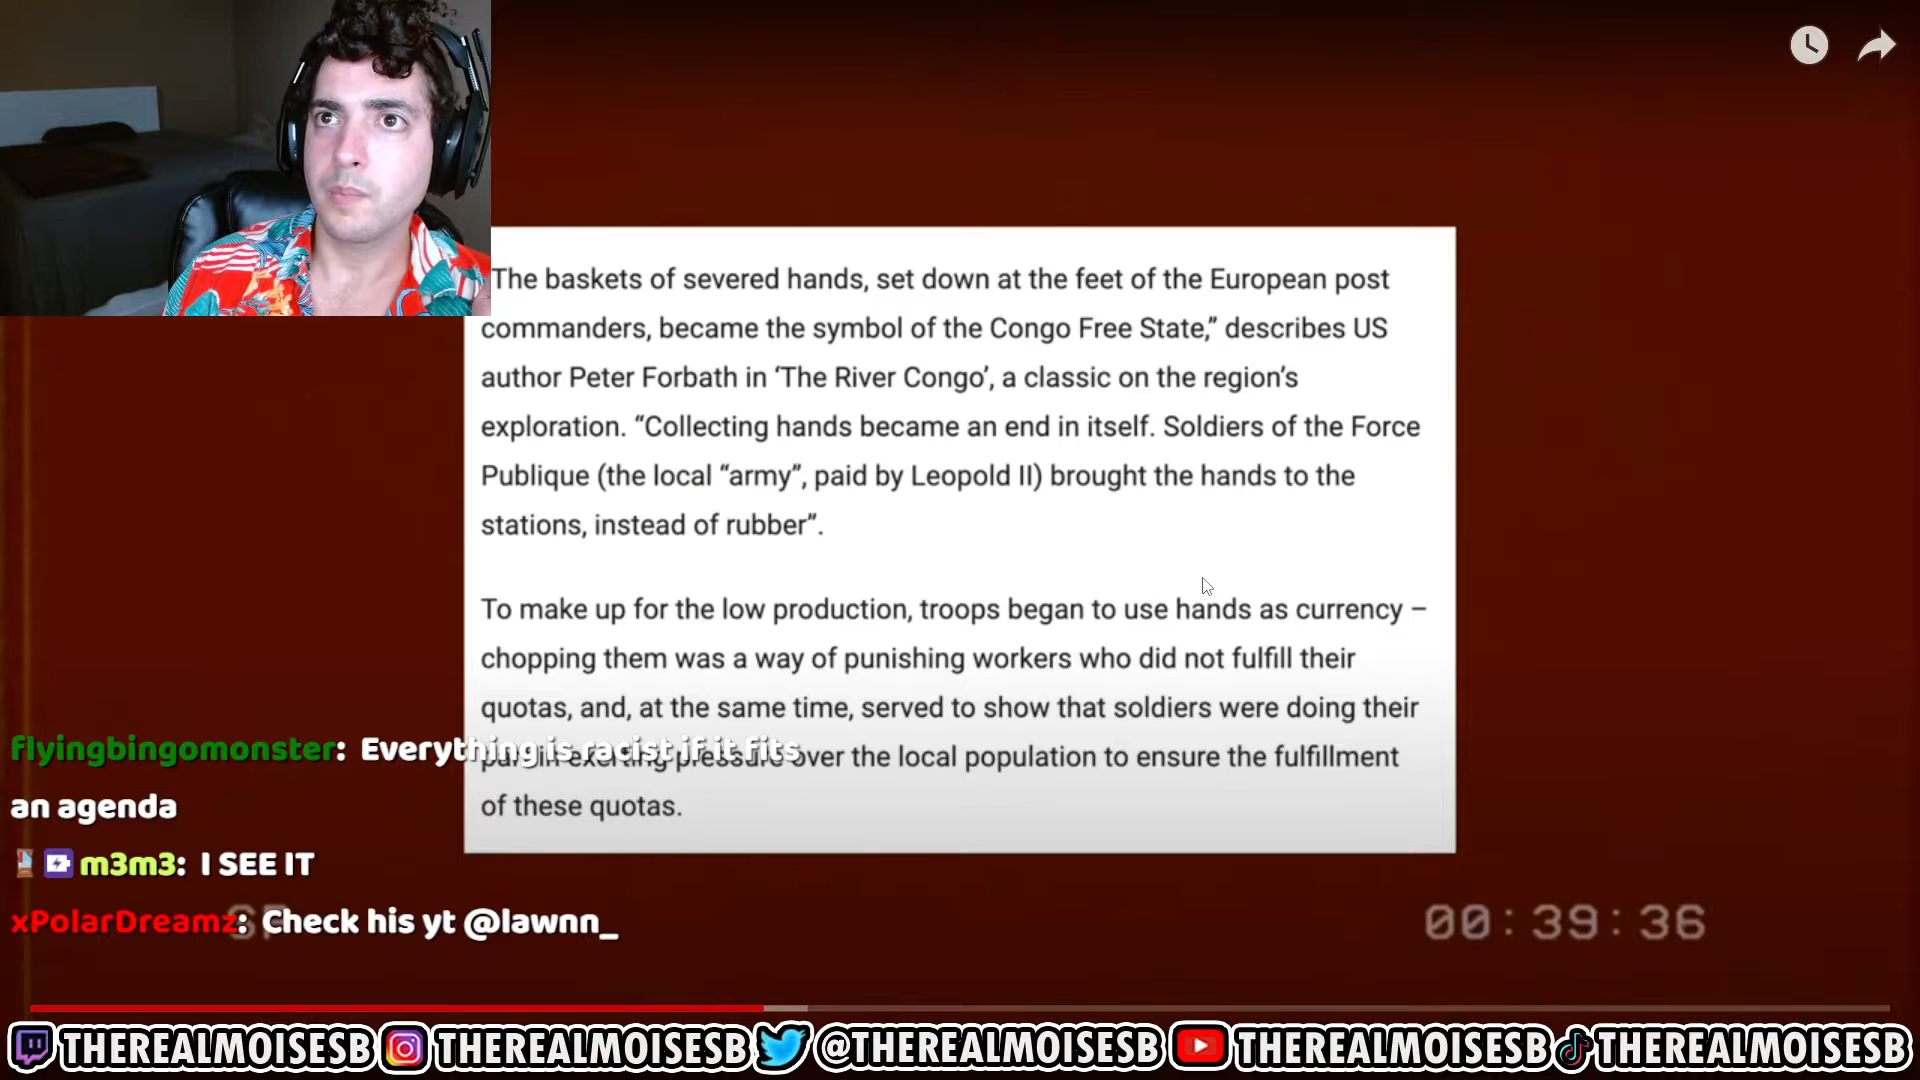 The baskets of severed hands, set down at the feet of the European post
commanders, became the symbol of the Congo Free State,” describes US
author Peter Forbath in ‘The River Congo’, a classic on the region’s
exploration. “Collecting hands became an end in itself. Soldiers of the Force
Publique (the local “army”, paid by Leopold II) brought the hands to the
stations, instead of rubber”.
To make up for the low production, troops began to use hands as currency –
chopping them was a way of punishing workers who did not fulfill their
quotas, and, at the same time, served to show that soldiers were doing their
part in exerting pressure over the local population to ensure the fulfillment
of these quotas.
flyingbingomonster: Everything is racist if it fits
an agenda
m3m3: I SEE IT
xPolarDreamz: Check his yt @lawnn_
SP
00:39:36
THEREALMOISESB THEREALMOISESB @THEREALMOISESB THEREALMOISESB THEREALMOISESB